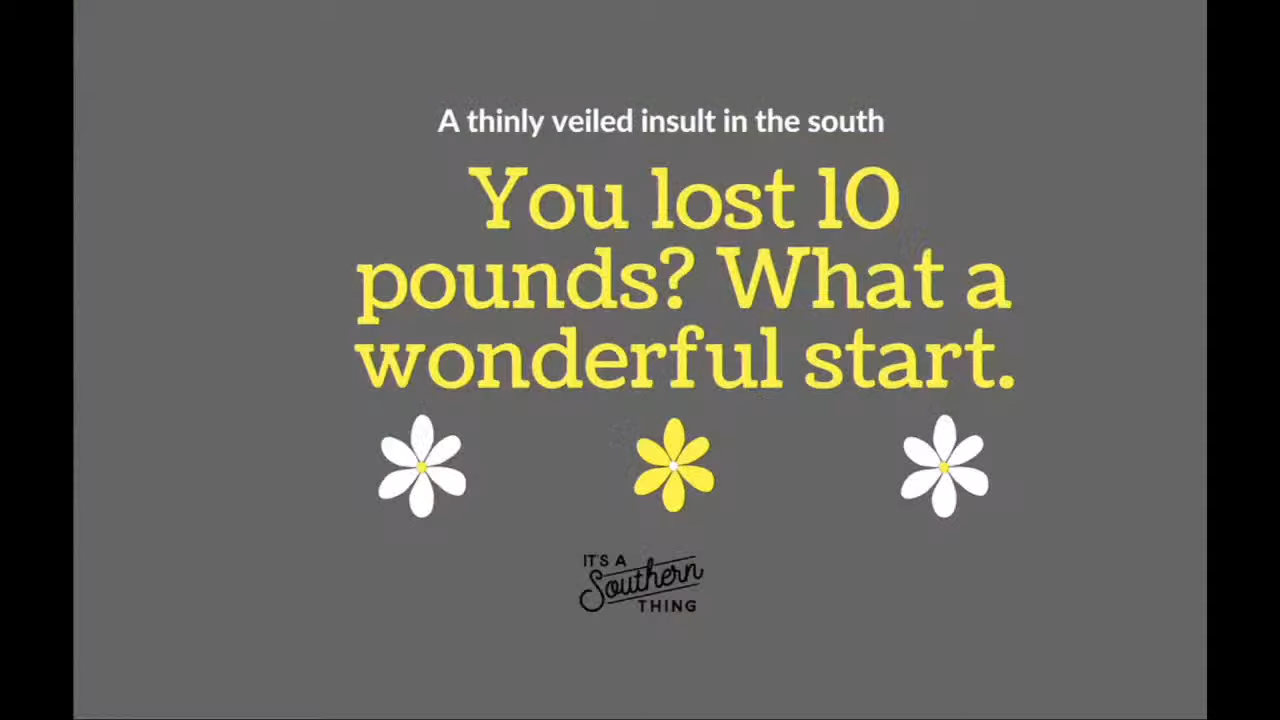 A thinly veiled insult in the south
You lost 10
pounds? What a
wonderful start.
IT'S A
Southern
THING